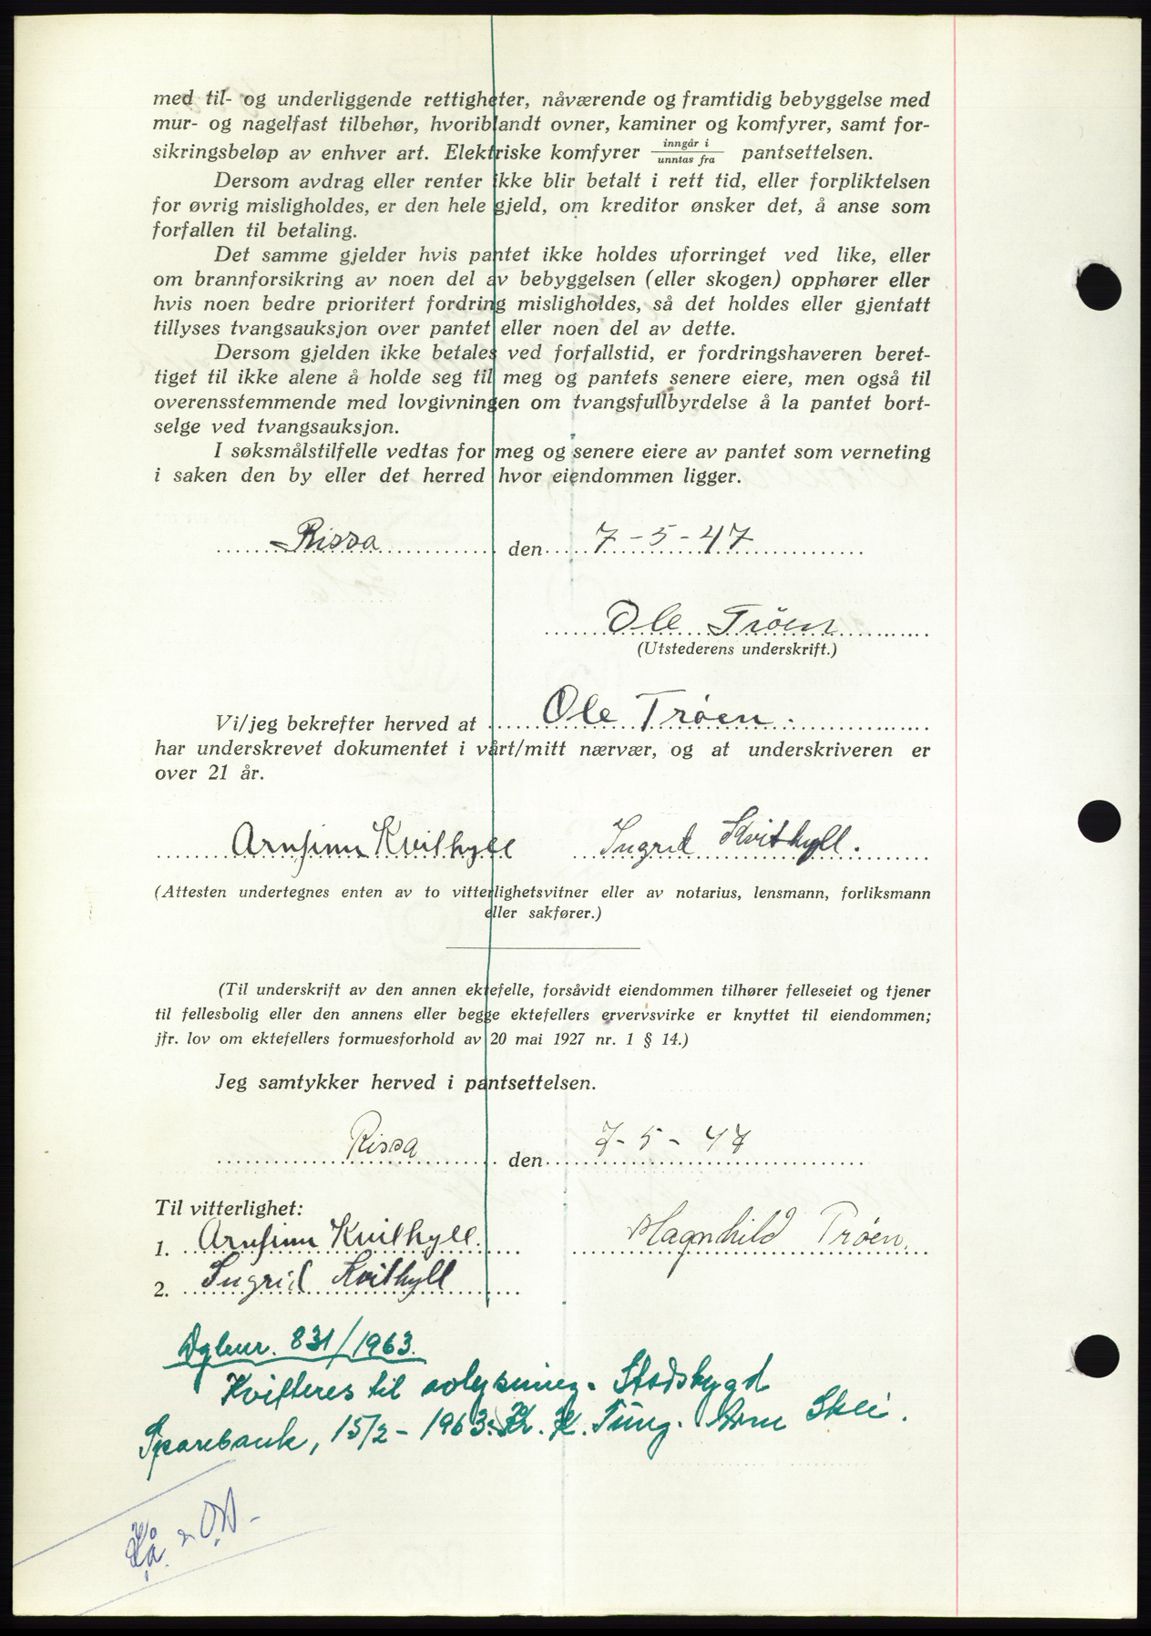 med til- og underliggende rettigheter, nåværende og framtidig bebyggelse med
mur- og nagelfast tilbehør, hvoriblandt ovner, kaminer og komfyrer, samt for-
sikringsbeløp av enhver art. Elektriske komfyrer inngår i / unntas fra pantsettelsen.
Dersom avdrag eller renter ikke blir betalt i rett tid, eller forpliktelsen
for øvrig misligholdes, er den hele gjeld, om kreditor ønsker det, å anse som
forfallen til betaling.
Det samme gjelder hvis pantet ikke holdes uforringet ved like, eller
om brannforsikring av noen del av bebyggelsen (eller skogen) opphører eller
hvis noen bedre prioritert fordring misligholdes, så det holdes eller gjentatt
tillyses tvangsauksjon over pantet eller noen del av dette.
Dersom gjelden ikke betales ved forfallstid, er fordringshaveren beret-
tiget til ikke alene å holde seg til meg og pantets senere eiere, men også til
overensstemmende med lovgivningen om tvangsfullbyrdelse å la pantet bort-
selge ved tvangsauksjon.
I søksmålstilfelle vedtas for meg og senere eiere av pantet som verneting
i saken den by eller det herred hvor eiendommen ligger.
Rissa den 7-5-47
Ole Trøen
(Utstederens underskrift.)
Vi/jeg bekrefter herved at Ole Trøen.
har underskrevet dokumentet i vårt/mitt nærvær, og at underskriveren er
over 21 år.
Arnfinn Kvithyll Ingrid Kvithyll.
(Attesten undertegnes enten av to vitterlighetsvitner eller av notarius, lensmann, forliksmann
eller sakfører.)
(Til underskrift av den annen ektefelle, forsåvidt eiendommen tilhører felleseiet og tjener
til fellesbolig eller den annens eller begge ektefellers ervervsvirke er knyttet til eiendommen;
jfr. lov om ektefellers formuesforhold av 20 mai 1927 nr. 1 § 14.)
Jeg samtykker herved i pantsettelsen.
Rissa den 7-5-47
Til vitterlighet:
1. Arnfinn Kvithyll. Magnhild Trøen.
2. Ingrid Kvithyll
Dgbnr. 831/1963.
Kvitteres til avlysning. Stadsbygd
Sparebank, 15/2-1963. Kr. K. Tung. Arne Skei.